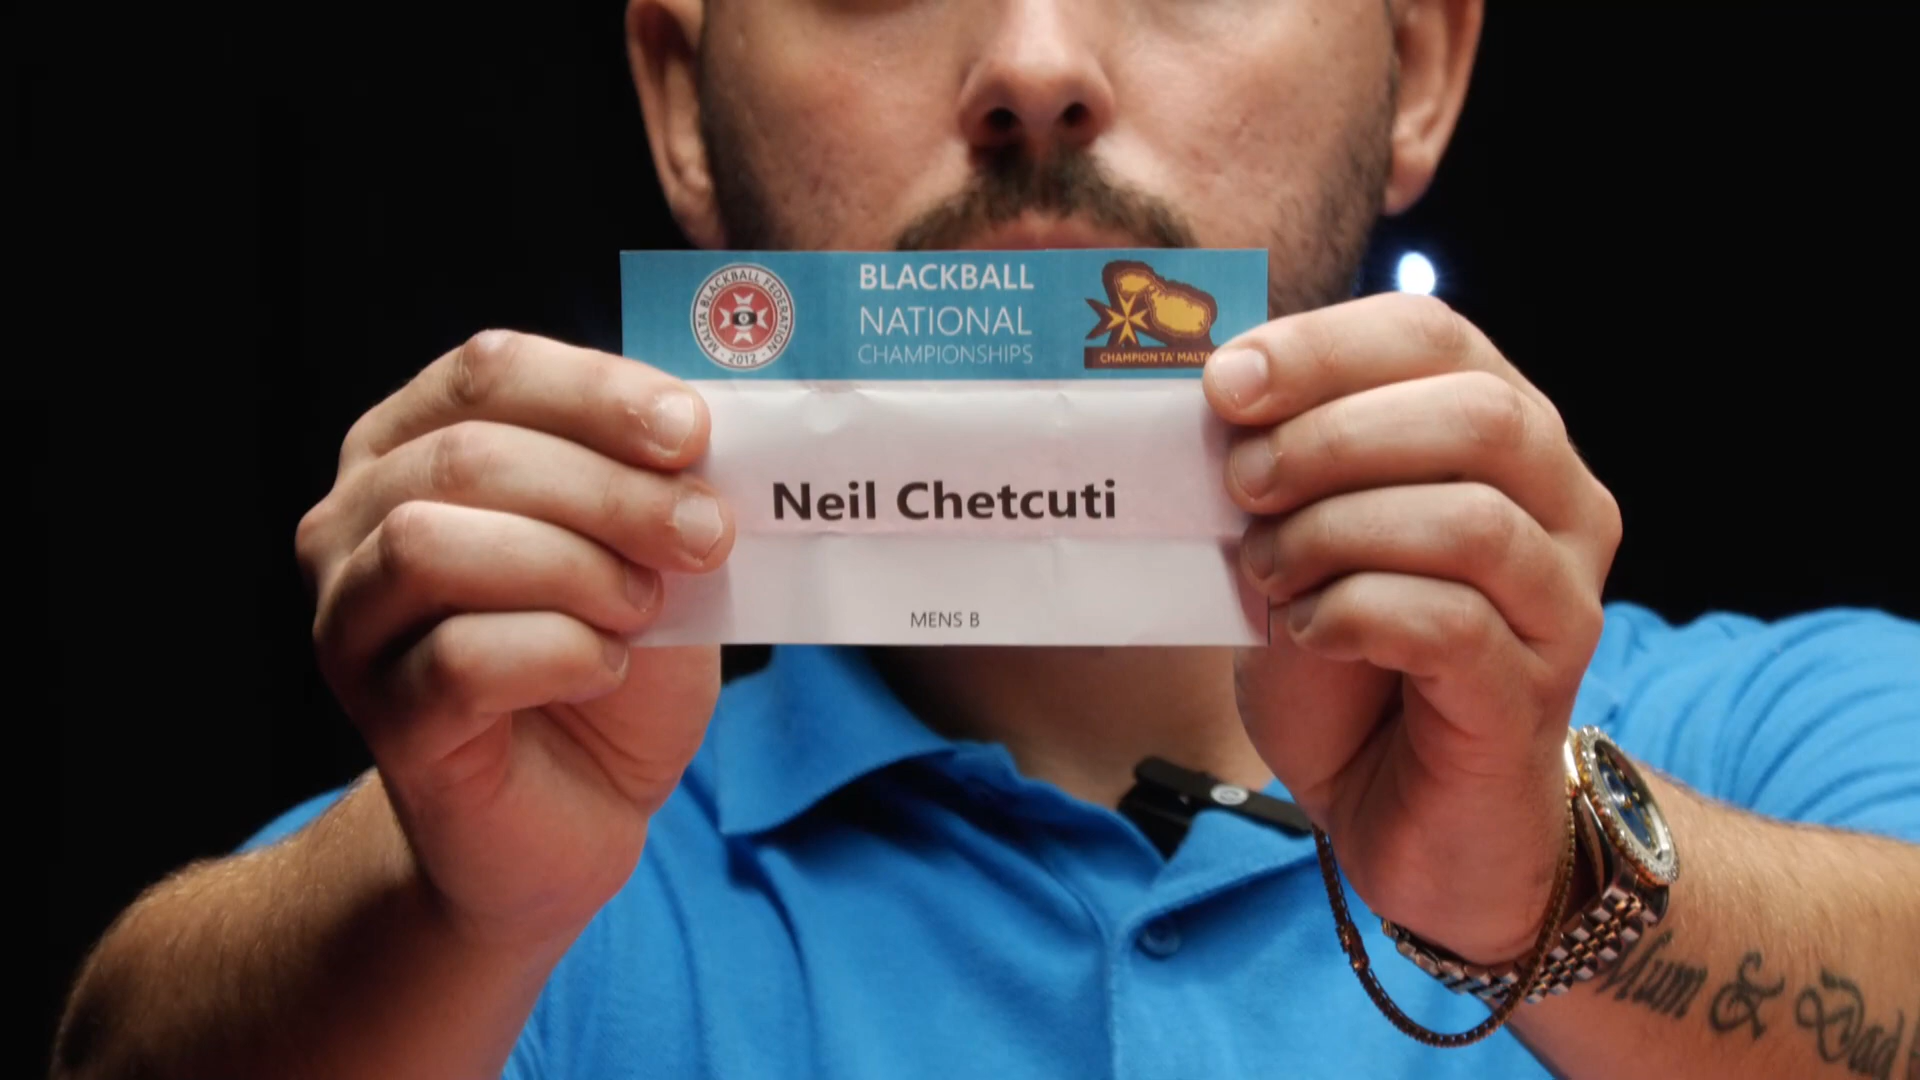 MALTA BLACKBALL FEDERATION
- 2012 -
BLACKBALL
NATIONAL
CHAMPIONSHIPS
CHAMPION TA' MALTA
Neil Chetcuti
MENS B
Mum & Dad